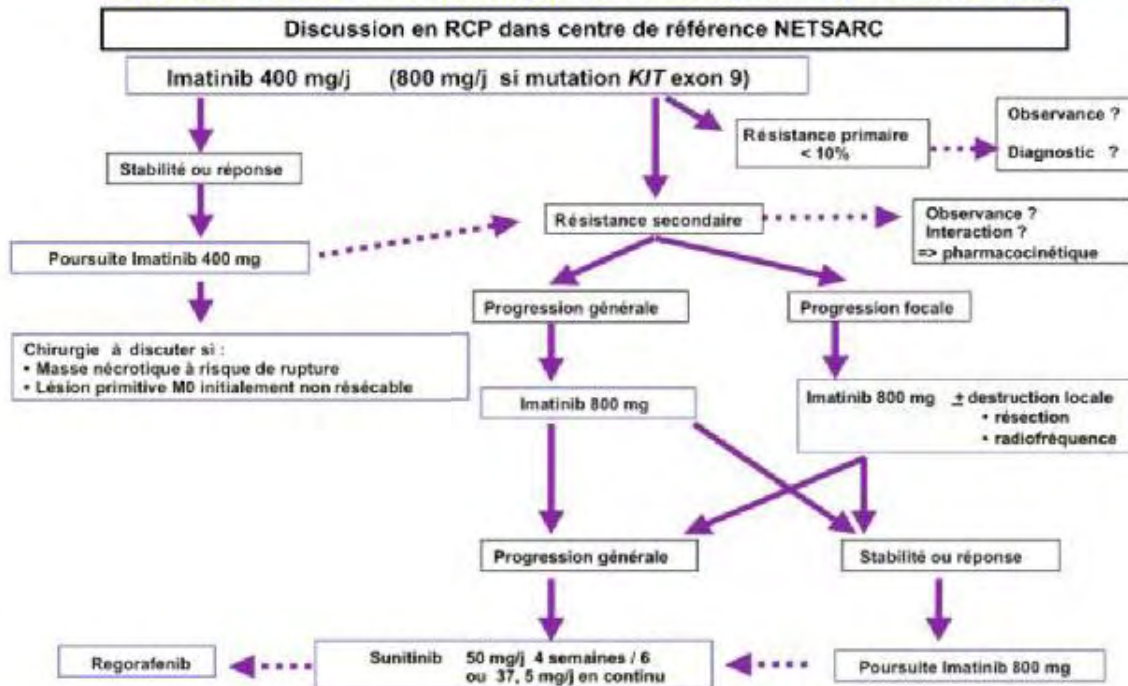 Discussion en RCP dans centre de référence NETSARC
Imatinib 400 mg/j (800 mg/j si mutation KIT exon 9)
Résistance primaire
< 10%
Observance ?
Diagnostic ?
Stabilité ou réponse
Résistance secondaire
Observance ?
Interaction ?
=> pharmacocinétique
Poursuite Imatinib 400 mg
Progression générale
Progression focale
Chirurgie à discuter si :
• Masse nécrotique à risque de rupture
• Lésion primitive M0 initialement non résécable
Imatinib 800 mg
Imatinib 800 mg ± destruction locale
• résection
• radiofréquence
Progression générale
Stabilité ou réponse
Regorafenib
Sunitinib 50 mg/j 4 semaines / 6
ou 37, 5 mg/j en continu
Poursuite Imatinib 800 mg